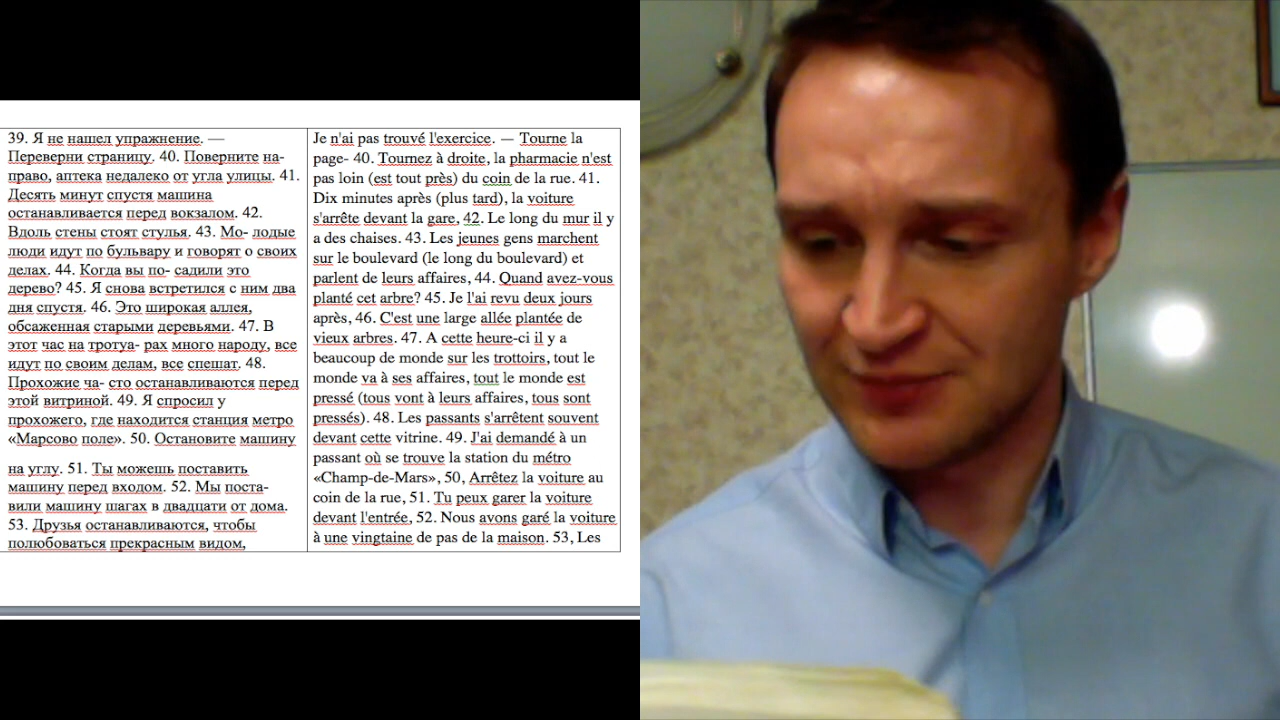 39. Я не нашел упражнение. —
Переверни страницу. 40. Поверните на-
право, аптека недалеко от угла улицы. 41.
Десять минут спустя машина
останавливается перед вокзалом. 42.
Вдоль стены стоят стулья. 43. Мо- лодые
люди идут по бульвару и говорят о своих
делах. 44. Когда вы по- садили это
дерево? 45. Я снова встретился с ним два
дня спустя. 46. Это широкая аллея,
обсаженная старыми деревьями. 47. В
этот час на тротуа- рах много народу, все
идут по своим делам, все спешат. 48.
Прохожие ча- сто останавливаются перед
этой витриной. 49. Я спросил у
прохожего, где находится станция метро
«Марсово поле». 50. Остановите машину
на углу. 51. Ты можешь поставить
машину перед входом. 52. Мы поста-
вили машину шагах в двадцати от дома.
53. Друзья останавливаются, чтобы
полюбоваться прекрасным видом,
Je n'ai pas trouvé l'exercice. — Tourne la
page- 40. Tournez à droite, la pharmacie n'est
pas loin (est tout près) du coin de la rue. 41.
Dix minutes après (plus tard), la voiture
s'arrête devant la gare, 42. Le long du mur il y
a des chaises. 43. Les jeunes gens marchent
sur le boulevard (le long du boulevard) et
parlent de leurs affaires, 44. Quand avez-vous
planté cet arbre? 45. Je l'ai revu deux jours
après, 46. C'est une large allée plantée de
vieux arbres. 47. A cette heure-ci il y a
beaucoup de monde sur les trottoirs, tout le
monde va à ses affaires, tout le monde est
pressé (tous vont à leurs affaires, tous sont
pressés). 48. Les passants s'arrêtent souvent
devant cette vitrine. 49. J'ai demandé à un
passant où se trouve la station du métro
«Champ-de-Mars», 50, Arrêtez la voiture au
coin de la rue, 51. Tu peux garer la voiture
devant l'entrée, 52. Nous avons garé la voiture
à une vingtaine de pas de la maison. 53, Les